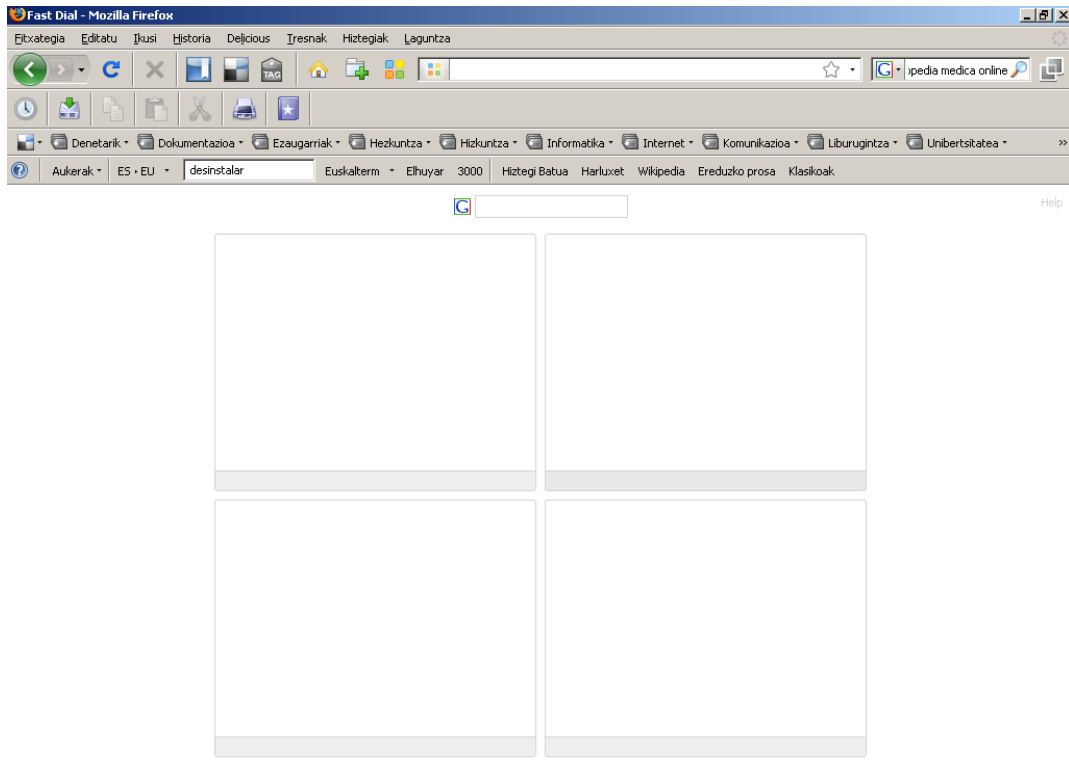 Fast Dial - Mozilla Firefox
Fitxategia Editatu Ikusi Historia Delicious Tresnak Hiztegiak Laguntza
TAG G pedia medica online
Denetarik Dokumentazioa Ezaugarriak Hezkuntza Hizkuntza Informatika Internet Komunikazioa Liburugintza Unibertsitatea »
Aukerak ES EU desinstalar Euskalterm Elhuyar 3000 Hiztegi Batua Harluxet Wikipedia Ereduzko prosa Klasikoak
G Help